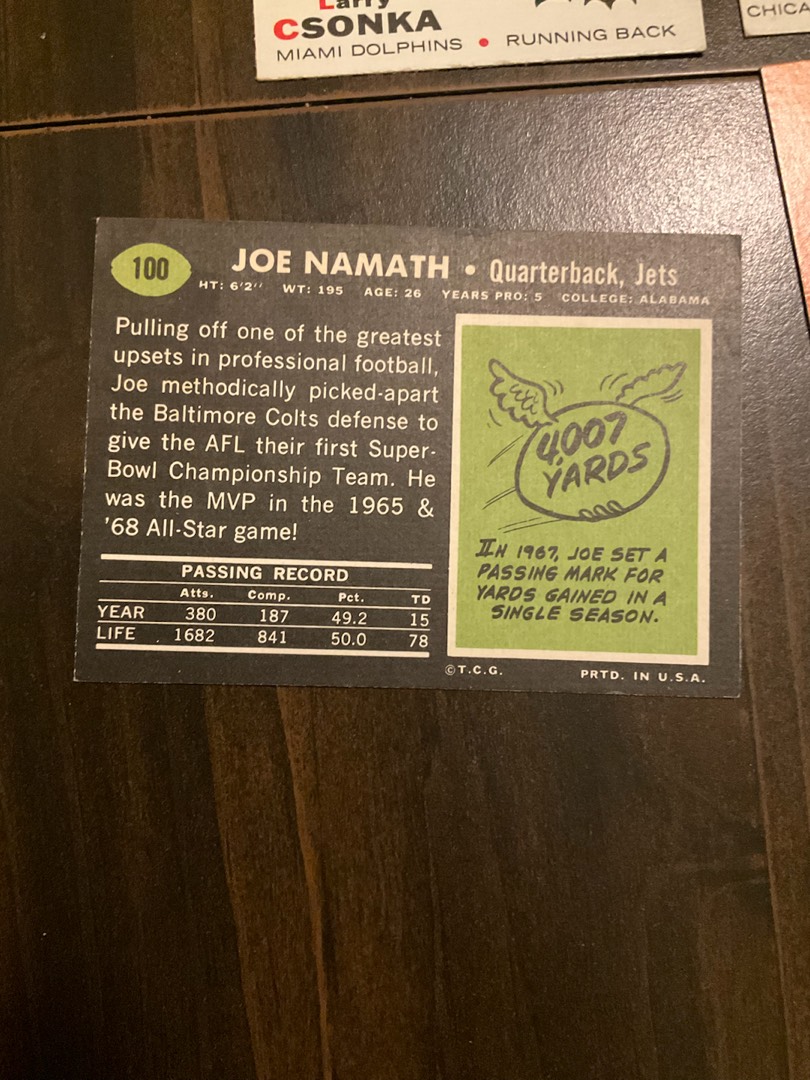 Larry
CSONKA
MIAMI DOLPHINS • RUNNING BACK
CHICA
100
JOE NAMATH • Quarterback, Jets
HT: 6'2'' WT: 195 AGE: 26 YEARS PRO: 5 COLLEGE: ALABAMA
Pulling off one of the greatest
upsets in professional football,
Joe methodically picked-apart
the Baltimore Colts defense to
give the AFL their first Super-
Bowl Championship Team. He
was the MVP in the 1965 &
'68 All-Star game!
PASSING RECORD
Atts. Comp. Pct. TD
YEAR 380 187 49.2 15
LIFE 1682 841 50.0 78
4,007
YARDS
IN 1967, JOE SET A
PASSING MARK FOR
YARDS GAINED IN A
SINGLE SEASON.
©T.C.G. PRTD. IN U.S.A.